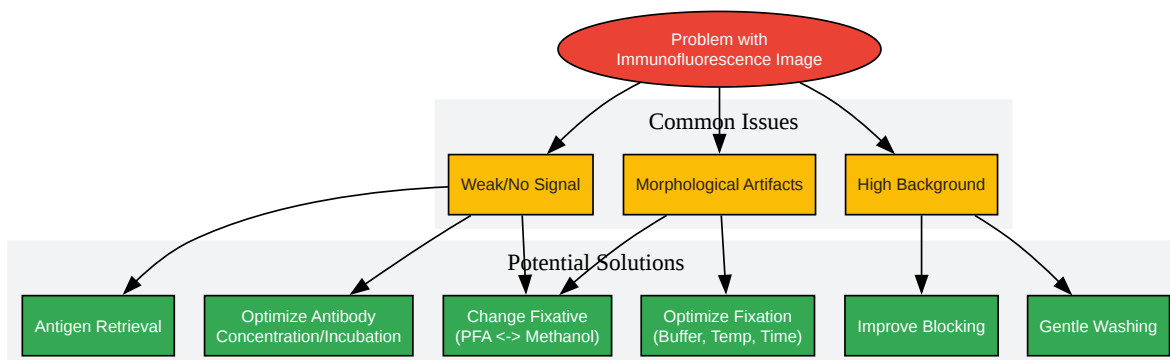 Problem with
Immunofluorescence Image
Common Issues
Weak/No Signal
Morphological Artifacts
High Background
Potential Solutions
Antigen Retrieval
Optimize Antibody
Concentration/Incubation
Change Fixative
(PFA <-> Methanol)
Optimize Fixation
(Buffer, Temp, Time)
Improve Blocking
Gentle Washing